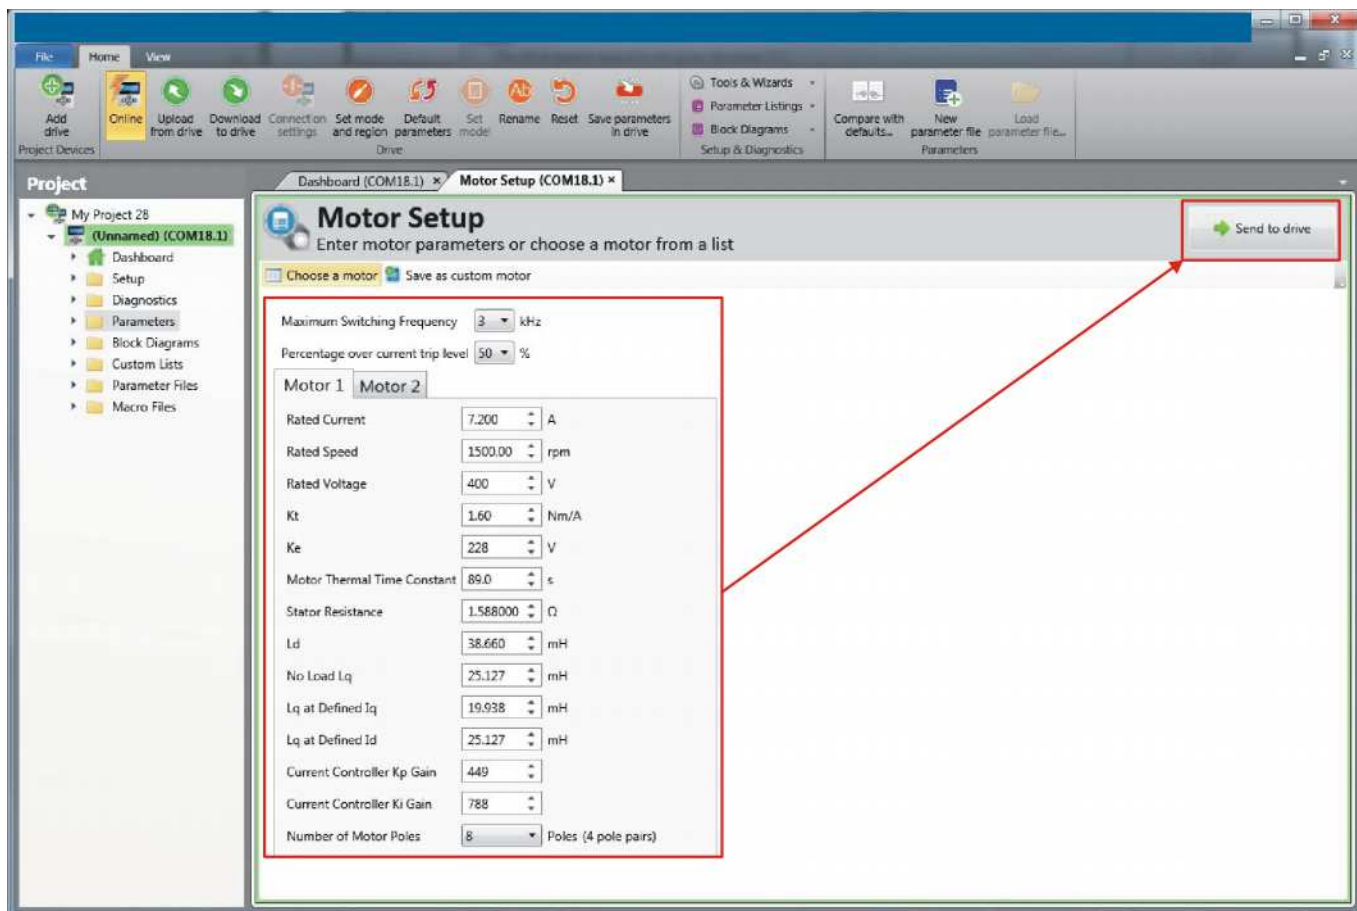 File Home View
Add drive
Online
Upload from drive
Download to drive
Connection settings
Set mode and region
Default parameters
Set model
Rename
Reset
Save parameters in drive
Tools & Wizards
Parameter Listings
Block Diagrams
Compare with defaults...
New parameter file
Load parameter file...
Project Devices
Drive
Setup & Diagnostics
Parameters
Project
My Project 28
(Unnamed) (COM18.1)
Dashboard
Setup
Diagnostics
Parameters
Block Diagrams
Custom Lists
Parameter Files
Macro Files
Dashboard (COM18.1) × Motor Setup (COM18.1) ×
Motor Setup
Enter motor parameters or choose a motor from a list
Send to drive
Choose a motor Save as custom motor
Maximum Switching Frequency 3 kHz
Percentage over current trip level 50 %
Motor 1 Motor 2
Rated Current 7.200 A
Rated Speed 1500.00 rpm
Rated Voltage 400 V
Kt 1.60 Nm/A
Ke 228 V
Motor Thermal Time Constant 89.0 s
Stator Resistance 1.588000 Ω
Ld 38.660 mH
No Load Lq 25.127 mH
Lq at Defined Iq 19.938 mH
Lq at Defined Id 25.127 mH
Current Controller Kp Gain 449
Current Controller Ki Gain 788
Number of Motor Poles 8 Poles (4 pole pairs)